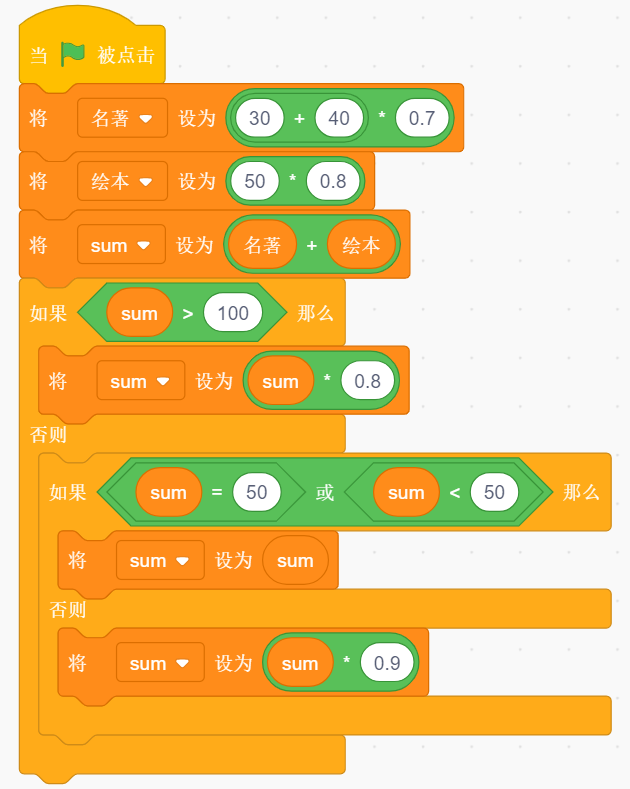 当 被点击
将 名著 设为 30 + 40 * 0.7
将 绘本 设为 50 * 0.8
将 sum 设为 名著 + 绘本
如果 sum > 100 那么
将 sum 设为 sum * 0.8
否则
如果 sum = 50 或 sum < 50 那么
将 sum 设为 sum
否则
将 sum 设为 sum * 0.9